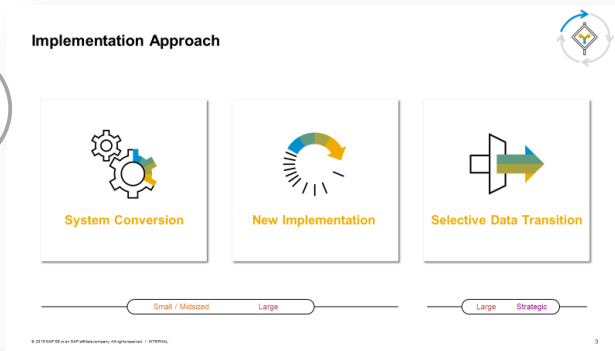 Implementation Approach
System Conversion
New Implementation
Selective Data Transition
Small / Midsized Large
Large Strategic
© 2019 SAP SE or an SAP affiliate company. All rights reserved. / INTERNAL
3